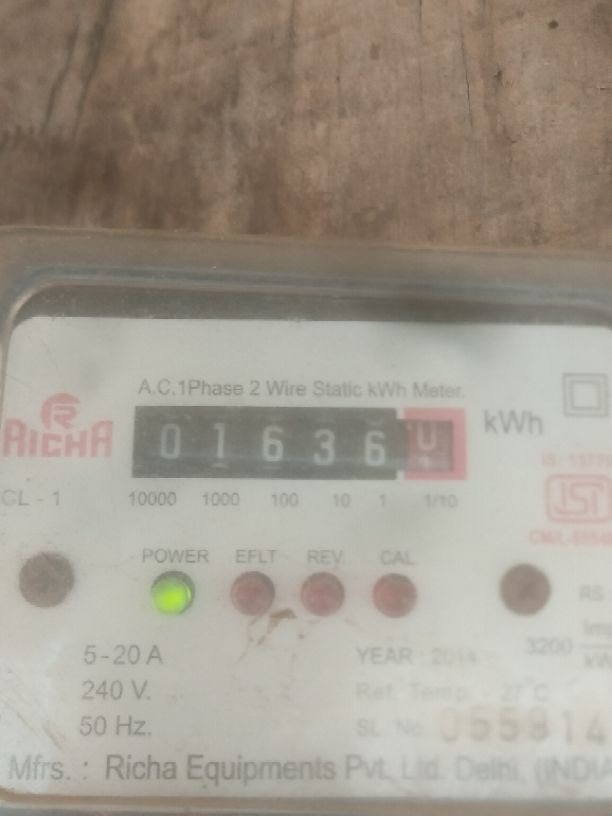 A.C.1Phase 2 Wire Static kWh Meter.
R
RICHA
01636
kWh
CL - 1
10000 1000 100 10 1 1/10
ISI
POWER EFLT REV CAL
RS
5-20 A
YEAR : 2014
3200
240 V.
Ref. Temp. - 27°C
50 Hz.
SL. No. 055914
Mfrs. : Richa Equipments Pvt. Ltd. Delhi, (INDIA